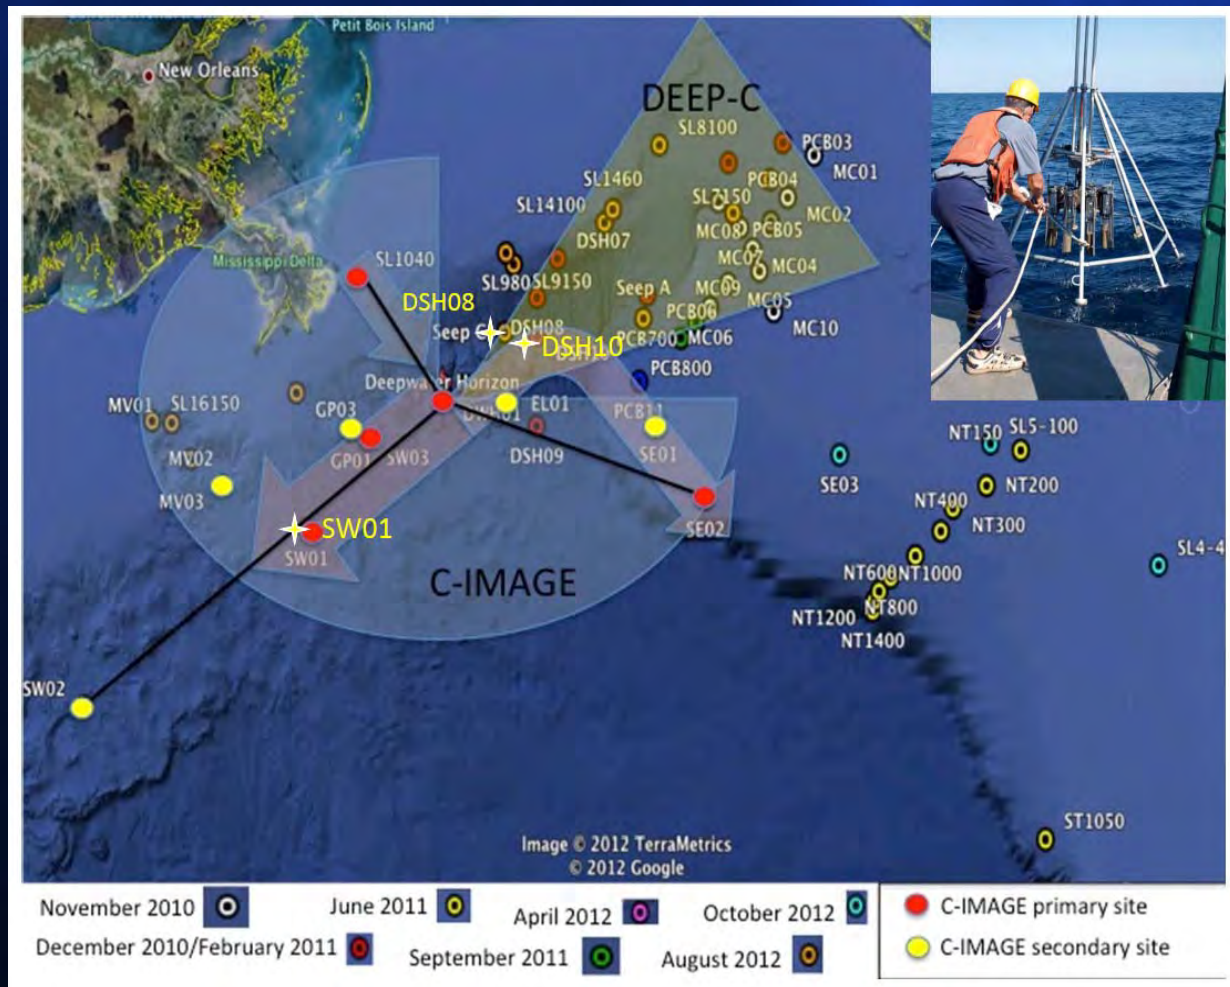 Petit Bois Island
New Orleans
DEEP-C
SL8100
PCB03
MC01
SL1460
PCB04
SL7150
SL14100
MC02
DSH07
MC08
PCB05
MC07
Mississippi Delta
SL1040
MC04
SL980
SL9150
Seep A
MC09
DSH08
MC05
PCB06
Seep
DSH08
PCB700
MC06
MC10
DSH10
Deepwater Horizon
PCB800
MV01
SL16150
GP03
DWH01
EL01
PCB11
NT150
SL5-100
MV02
GP01
SW03
DSH09
SE01
SE03
NT200
MV03
NT400
SW01
SE02
NT300
SW01
C-IMAGE
SL4-4
NT600
NT1000
NT1200
NT800
NT1400
SW02
ST1050
Image © 2012 TerraMetrics
© 2012 Google
November 2010
June 2011
April 2012
October 2012
C-IMAGE primary site
December 2010/February 2011
September 2011
August 2012
C-IMAGE secondary site